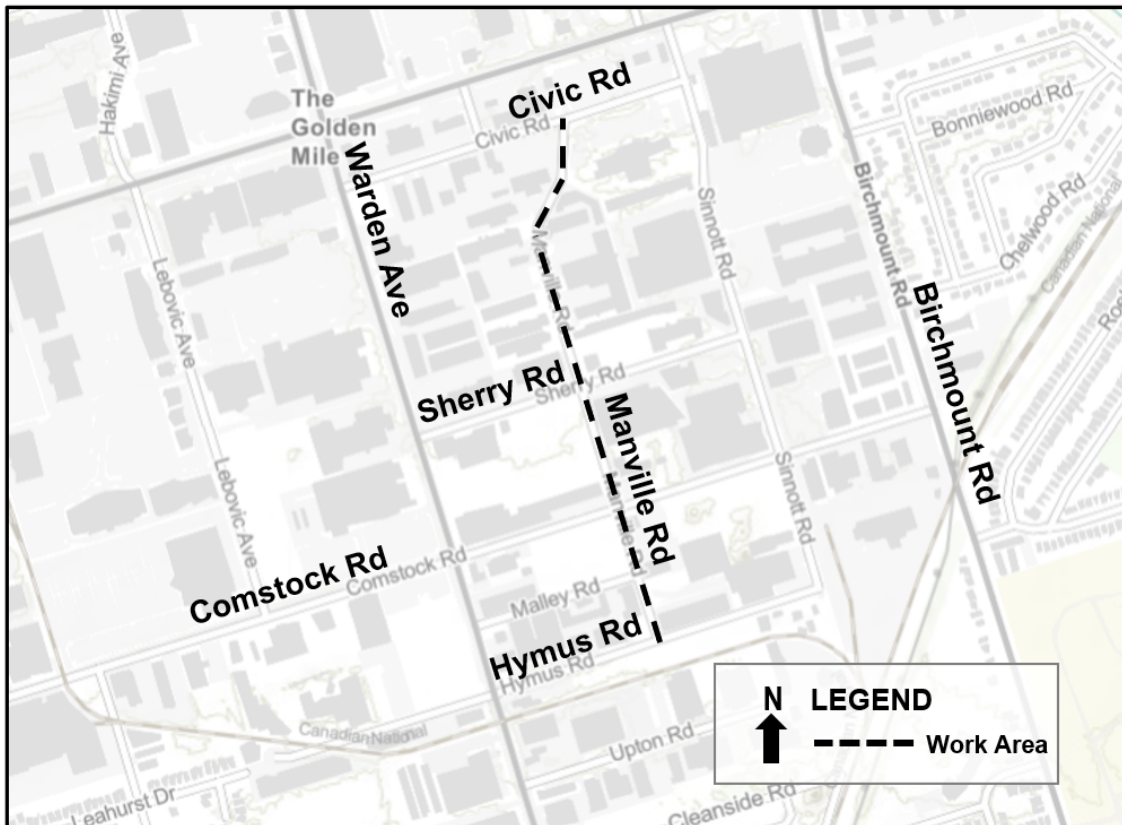 Hakimi Ave
The
Golden
Mile
Civic Rd
Civic Rd
Bonniewood Rd
Chelwood Rd
Canadian National
Warden Ave
Birchmount Rd
Sinnott Rd
Lebovic Ave
Manville Rd
Birchmount Rd
Sherry Rd
Sherry Rd
Manville Rd
Manville Rd
Sinnott Rd
Lebovic Ave
Comstock Rd
Comstock Rd
Malley Rd
Hymus Rd
Hymus Rd
Canadian National
Upton Rd
Leahurst Dr
Cleanside Rd
N LEGEND
Work Area